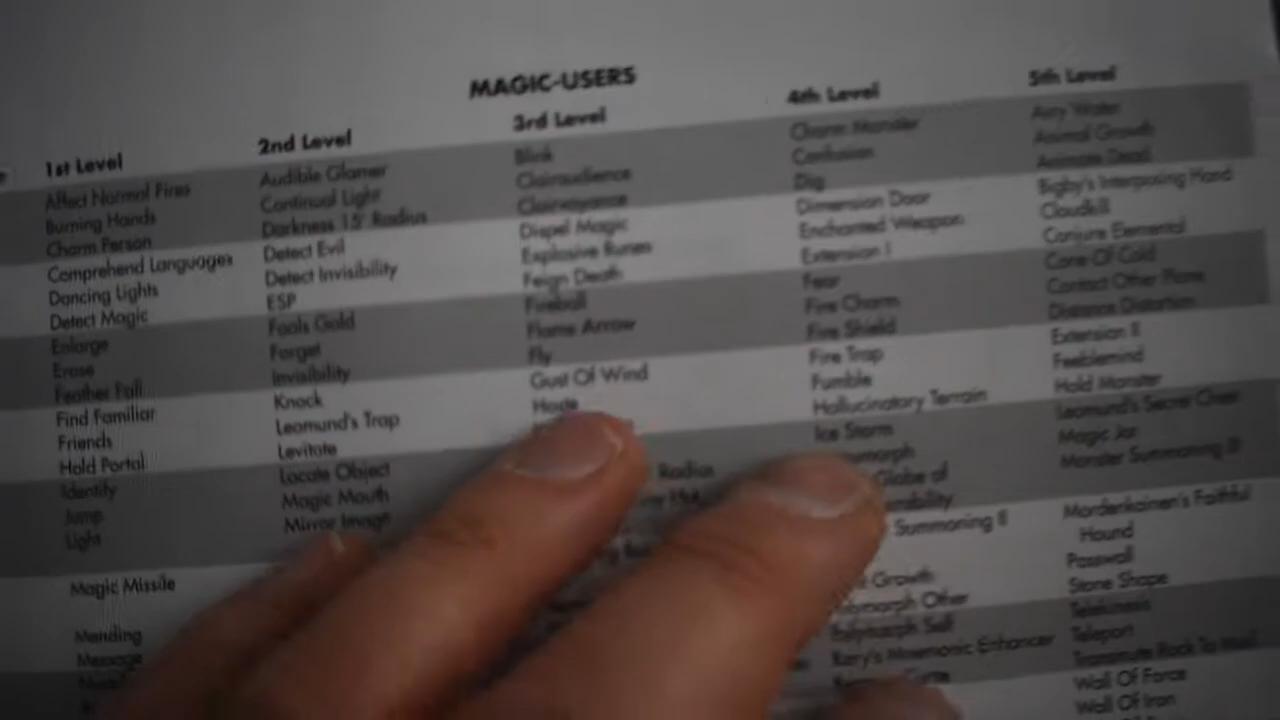 MAGIC-USERS
1st Level
Affect Normal Fires
Burning Hands
Charm Person
Comprehend Languages
Dancing Lights
Detect Magic
Enlarge
Erase
Feather Fall
Find Familiar
Friends
Hold Portal
Identify
Jump
Light
Magic Missile
Mending
Message
2nd Level
Audible Glamer
Continual Light
Darkness 15' Radius
Detect Evil
Detect Invisibility
ESP
Fools Gold
Forget
Invisibility
Knock
Leomund's Trap
Levitate
Locate Object
Magic Mouth
Mirror Image
3rd Level
Blink
Clairaudience
Clairvoyance
Dispel Magic
Explosive Runes
Feign Death
Fireball
Flame Arrow
Fly
Gust Of Wind
Radius
4th Level
Charm Monster
Confusion
Dig
Dimension Door
Enchanted Weapon
Extension I
Fear
Fire Charm
Fire Shield
Fire Trap
Fumble
Hallucinatory Terrain
Ice Storm
Globe of
Summoning II
Growth
Other
Polymorph Self
Rary's Mnemonic Enhancer
5th Level
Airy Water
Animal Growth
Animate Dead
Bigby's Interposing Hand
Cloudkill
Conjure Elemental
Cone Of Cold
Contact Other Plane
Distance Distortion
Extension II
Feeblemind
Hold Monster
Leomund's Secret Chest
Magic Jar
Monster Summoning III
Mordenkainen's Faithful
Hound
Passwall
Stone Shape
Telekinesis
Teleport
Transmute Rock To Mud
Wall Of Force
Wall Of Iron